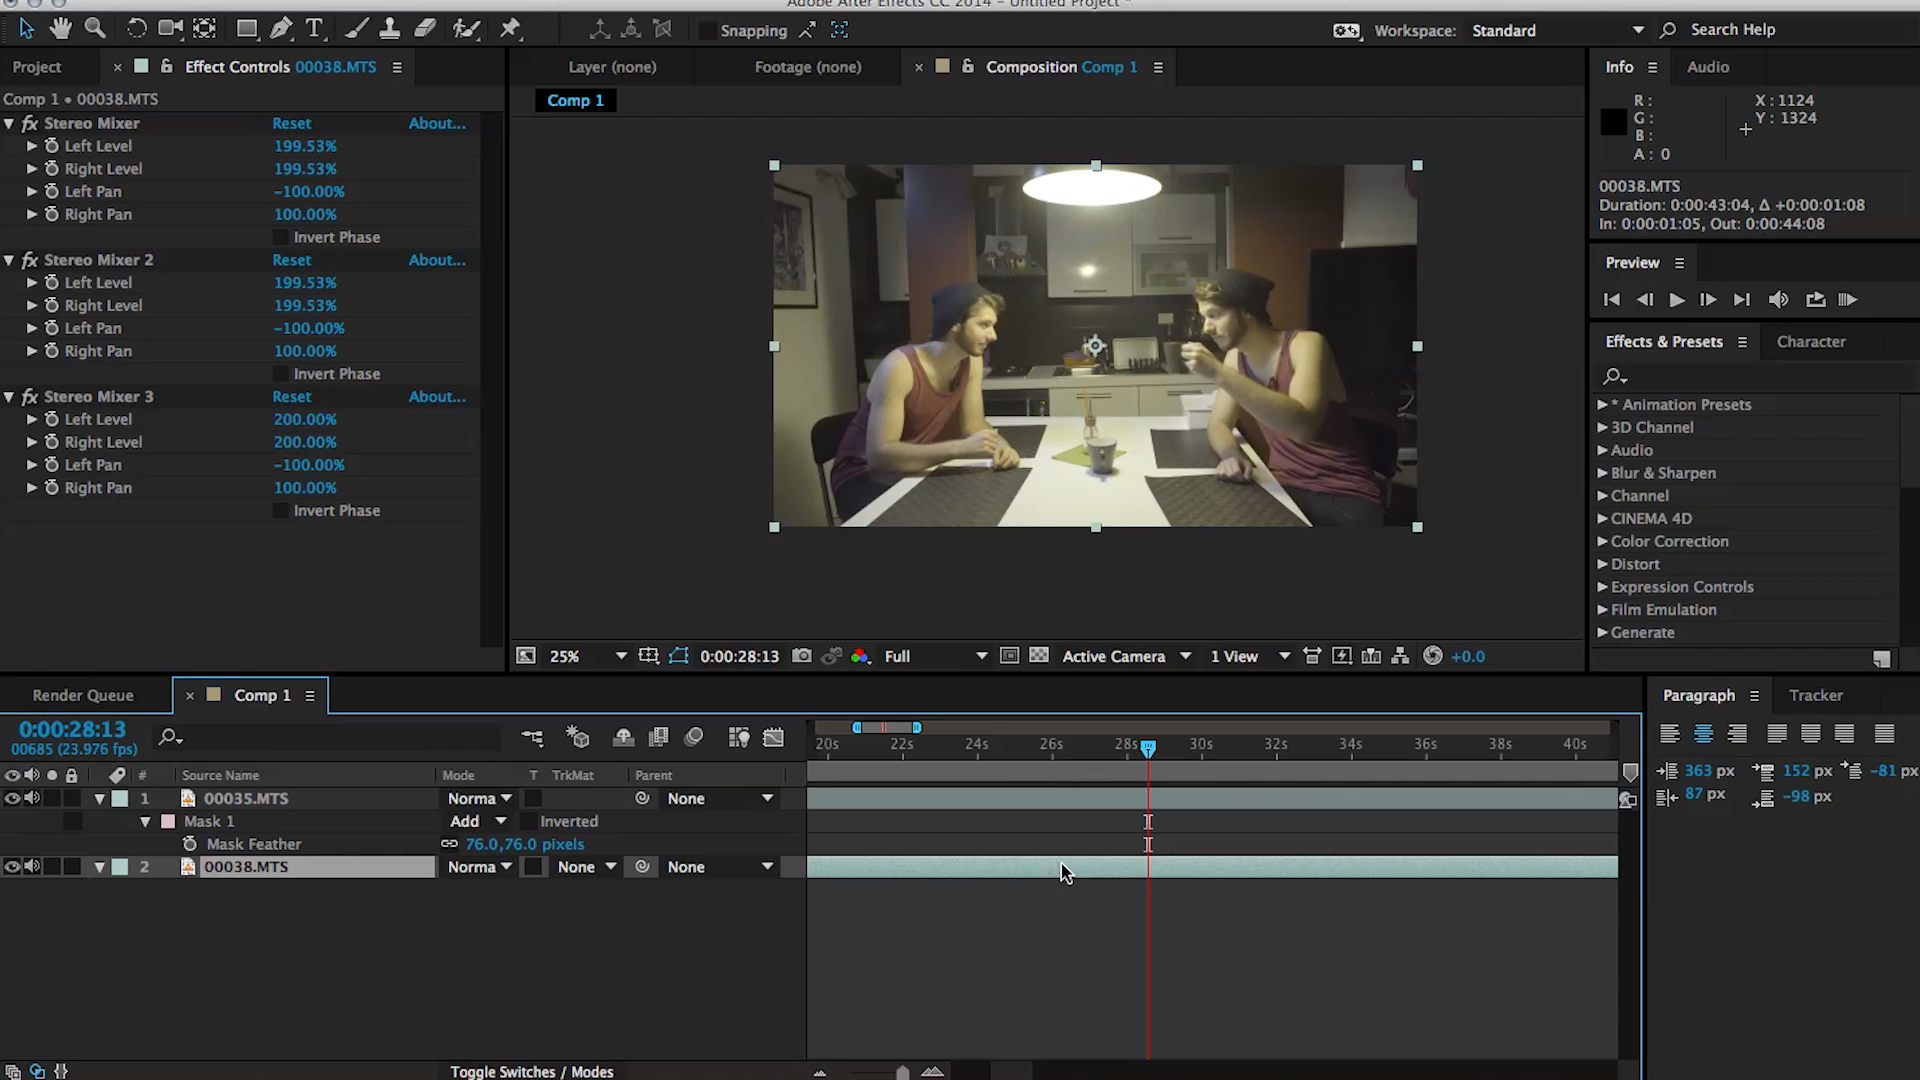 Adobe After Effects CC 2014 - Untitled Project *
Snapping
Workspace: Standard
Search Help
Project
Effect Controls 00038.MTS
Layer (none)
Footage (none)
Composition Comp 1
Info
Audio
Comp 1 • 00038.MTS
Comp 1
fx Stereo Mixer Reset About...
Left Level 199.53%
Right Level 199.53%
Left Pan -100.00%
Right Pan 100.00%
Invert Phase
fx Stereo Mixer 2 Reset About...
Left Level 199.53%
Right Level 199.53%
Left Pan -100.00%
Right Pan 100.00%
Invert Phase
fx Stereo Mixer 3 Reset About...
Left Level 200.00%
Right Level 200.00%
Left Pan -100.00%
Right Pan 100.00%
Invert Phase
R : X : 1124
G : Y : 1324
B :
A : 0
00038.MTS
Duration: 0:00:43:04, Δ +0:00:01:08
In: 0:00:01:05, Out: 0:00:44:08
Preview
Effects & Presets
Character
* Animation Presets
3D Channel
Audio
Blur & Sharpen
Channel
CINEMA 4D
Color Correction
Distort
Expression Controls
Film Emulation
Generate
25% 0:00:28:13 Full Active Camera 1 View +0.0
Render Queue
Comp 1
Paragraph
Tracker
0:00:28:13
00685 (23.976 fps)
20s 22s 24s 26s 28s 30s 32s 34s 36s 38s 40s
# Source Name Mode T TrkMat Parent
1 00035.MTS Norma None
Mask 1 Add Inverted
Mask Feather 76.0,76.0 pixels
2 00038.MTS Norma None None
363 px 152 px -81 px
87 px -98 px
Toggle Switches / Modes